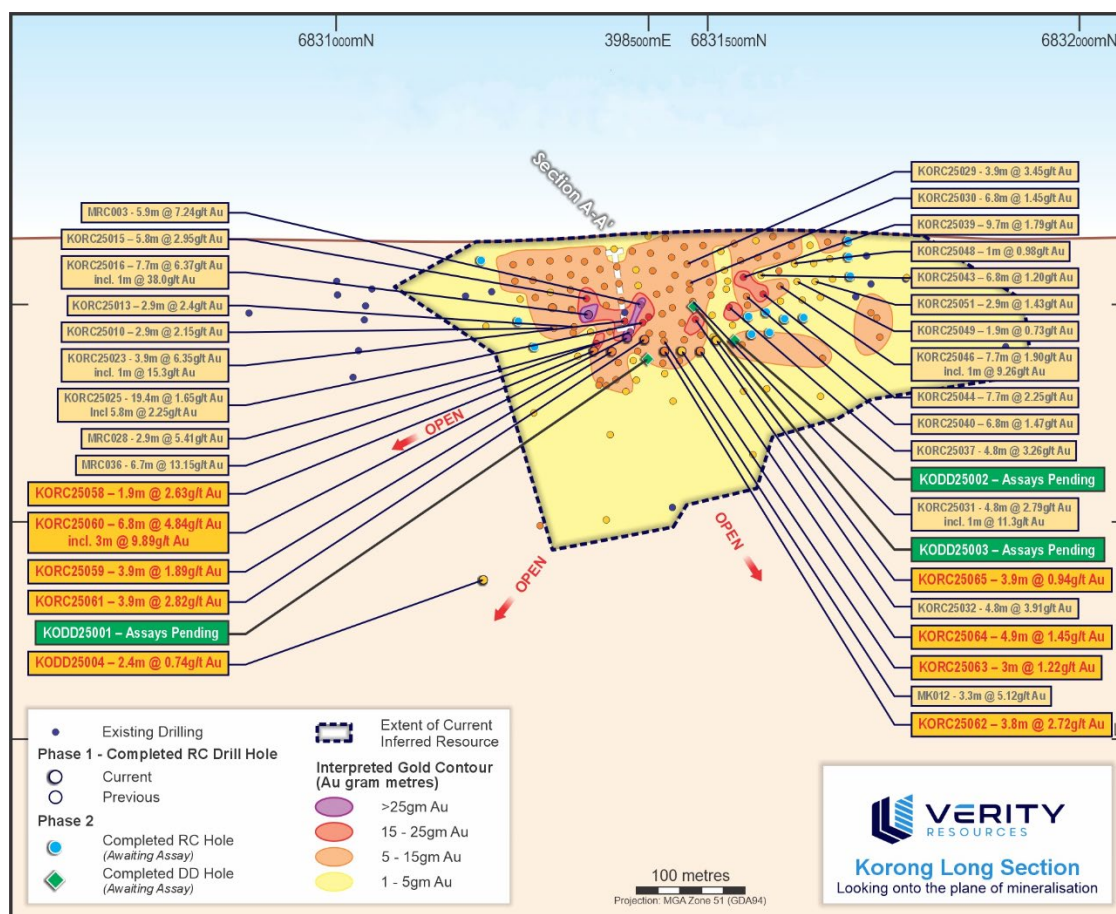 6831000mN
398500mE
6831500mN
6832000mN
Section A-A'
MRC003 - 5.9m @ 7.24g/t Au
KORC25015 – 5.8m @ 2.95g/t Au
KORC25016 - 7.7m @ 6.37g/t Au
incl. 1m @ 38.0g/t Au
KORC25013 - 2.9m @ 2.4g/t Au
KORC25010 – 2.9m @ 2.15g/t Au
KORC25023 – 3.9m @ 6.35g/t Au
incl. 1m @ 15.3g/t Au
KORC25025 - 19.4m @ 1.65g/t Au
Incl 5.8m @ 2.25g/t Au
MRC028 – 2.9m @ 5.41g/t Au
MRC036 - 6.7m @ 13.15g/t Au
KORC25058 – 1.9m @ 2.63g/t Au
KORC25060 – 6.8m @ 4.84g/t Au
incl. 3m @ 9.89g/t Au
KORC25059 – 3.9m @ 1.89g/t Au
KORC25061 – 3.9m @ 2.82g/t Au
KODD25001 – Assays Pending
KODD25004 – 2.4m @ 0.74g/t Au
KORC25029 - 3.9m @ 3.45g/t Au
KORC25030 - 6.8m @ 1.45g/t Au
KORC25039 - 9.7m @ 1.79g/t Au
KORC25048 – 1m @ 0.98g/t Au
KORC25043 - 6.8m @ 1.20g/t Au
KORC25051 – 2.9m @ 1.43g/t Au
KORC25049 – 1.9m @ 0.73g/t Au
KORC25046 – 7.7m @ 1.90g/t Au
incl. 1m @ 9.26g/t Au
KORC25044 – 7.7m @ 2.25g/t Au
KORC25040 – 6.8m @ 1.47g/t Au
KORC25037 - 4.8m @ 3.26g/t Au
KODD25002 – Assays Pending
KORC25031 – 4.8m @ 2.79g/t Au
incl. 1m @ 11.3g/t Au
KODD25003 – Assays Pending
KORC25065 – 3.9m @ 0.94g/t Au
KORC25032 – 4.8m @ 3.91g/t Au
KORC25064 – 4.9m @ 1.45g/t Au
KORC25063 – 3m @ 1.22g/t Au
MK012 – 3.3m @ 5.12g/t Au
KORC25062 – 3.8m @ 2.72g/t Au
OPEN
OPEN
OPEN
Existing Drilling
Phase 1 - Completed RC Drill Hole
Current
Previous
Phase 2
Completed RC Hole
(Awaiting Assay)
Completed DD Hole
(Awaiting Assay)
Extent of Current
Inferred Resource
Interpreted Gold Contour
(Au gram metres)
>25gm Au
15 - 25gm Au
5 - 15gm Au
1 - 5gm Au
100 metres
Projection: MGA Zone 51 (GDA94)
VERITY
RESOURCES
Korong Long Section
Looking onto the plane of mineralisation